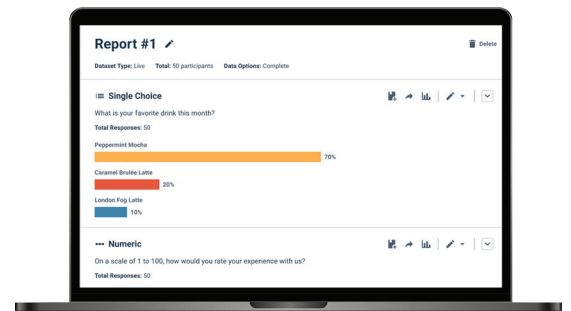 Report #1
Delete
Dataset Type: Live Total: 50 participants Data Options: Complete
Single Choice
What is your favorite drink this month?
Total Responses: 50
Peppermint Mocha
70%
Caramel Brulée Latte
20%
London Fog Latte
10%
Numeric
On a scale of 1 to 100, how would you rate your experience with us?
Total Responses: 50